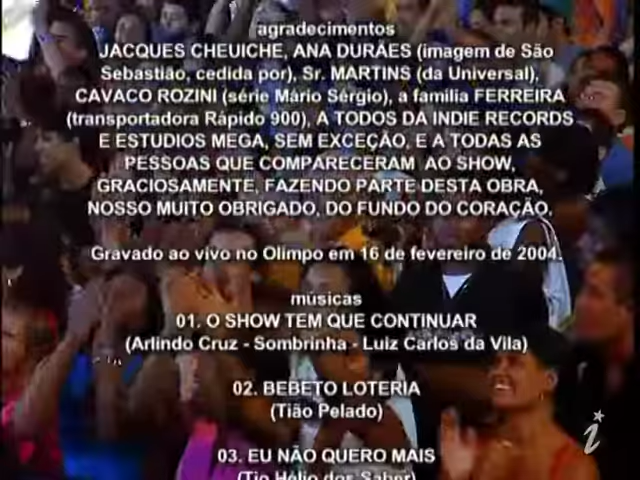 agradecimentos
JACQUES CHEUICHE, ANA DURÃES (imagem de São
Sebastião, cedida por), Sr. MARTINS (da Universal),
CAVACO ROZINI (série Mário Sérgio), a família FERREIRA
(transportadora Rápido 900), A TODOS DA INDIE RECORDS
E ESTUDIOS MEGA, SEM EXCEÇÃO, E A TODAS AS
PESSOAS QUE COMPARECERAM AO SHOW,
GRACIOSAMENTE, FAZENDO PARTE DESTA OBRA,
NOSSO MUITO OBRIGADO, DO FUNDO DO CORAÇÃO.
Gravado ao vivo no Olimpo em 16 de fevereiro de 2004.
músicas
01. O SHOW TEM QUE CONTINUAR
(Arlindo Cruz - Sombrinha - Luiz Carlos da Vila)
02. BEBETO LOTERIA
(Tião Pelado)
03. EU NÃO QUERO MAIS
(Tio Hélio dos Saber)
i